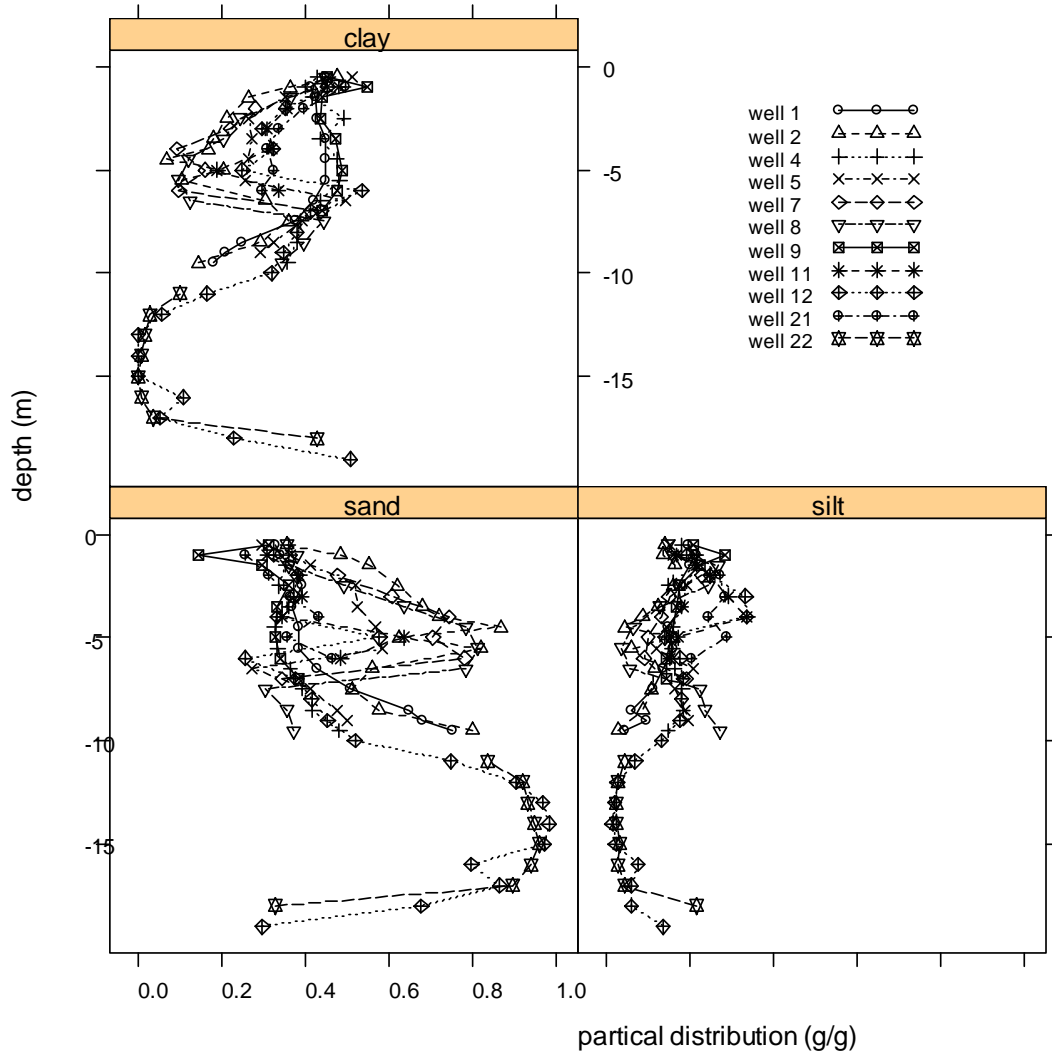 clay
0
-5
-10
-15
well 1
well 2
well 4
well 5
well 7
well 8
well 9
well 11
well 12
well 21
well 22
depth (m)
sand
silt
0
-5
-10
-15
0.0 0.2 0.4 0.6 0.8 1.0
partical distribution (g/g)